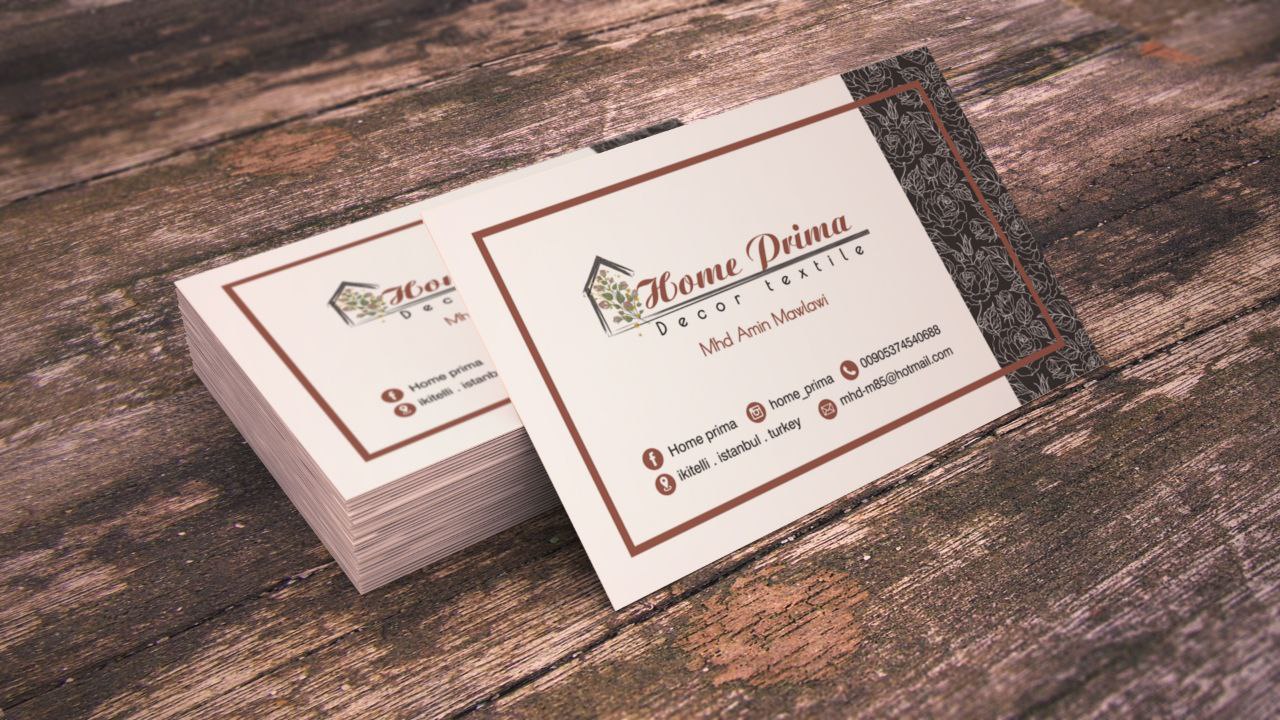 Home Prima
Decor textile
Mhd Amin Mawlawi
Home prima
home_prima
00905374540688
ikitelli . istanbul . turkey
mhd-m85@hotmail.com
Home prima
ikitelli . istanb